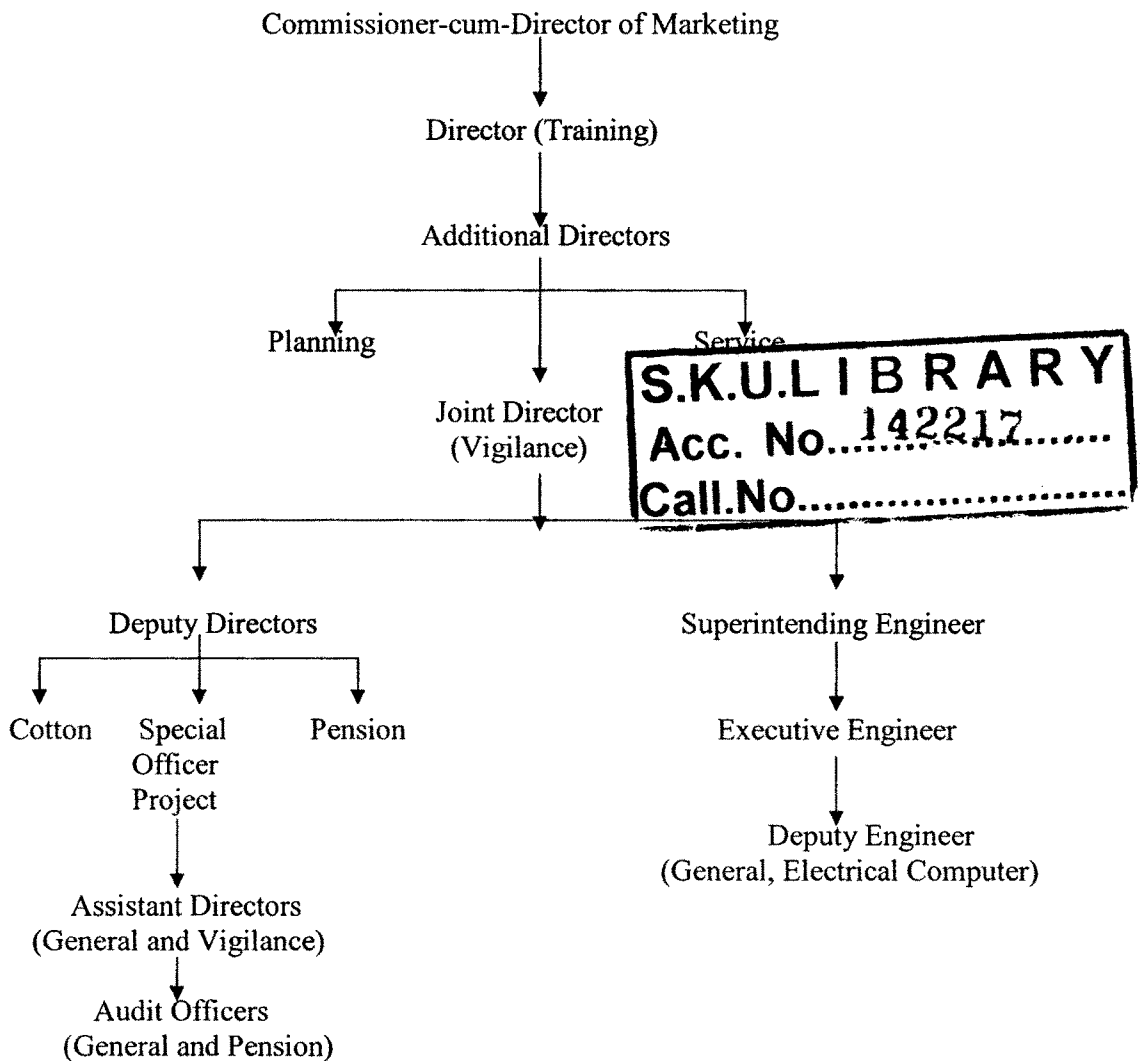 Commissioner-cum-Director of Marketing
Director (Training)
Additional Directors
Planning
Service
Joint Director
(Vigilance)
S.K.U.LIBRARY
Acc. No....142217.......
Call.No...........................
Deputy Directors
Superintending Engineer
Cotton
Special
Officer
Project
Pension
Executive Engineer
Deputy Engineer
(General, Electrical Computer)
Assistant Directors
(General and Vigilance)
Audit Officers
(General and Pension)